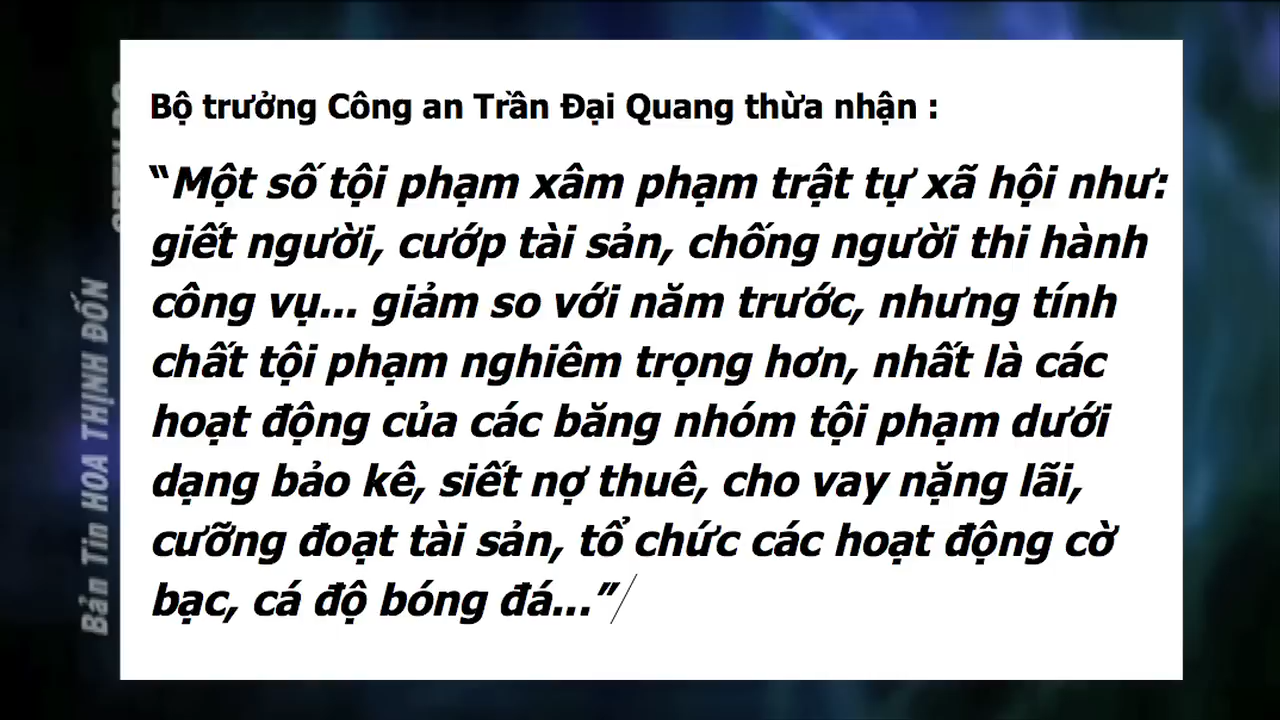 Bộ trưởng Công an Trần Đại Quang thừa nhận :
“Một số tội phạm xâm phạm trật tự xã hội như:
giết người, cướp tài sản, chống người thi hành
công vụ... giảm so với năm trước, nhưng tính
chất tội phạm nghiêm trọng hơn, nhất là các
hoạt động của các băng nhóm tội phạm dưới
dạng bảo kê, siết nợ thuê, cho vay nặng lãi,
cưỡng đoạt tài sản, tổ chức các hoạt động cờ
bạc, cá độ bóng đá...”
Bản Tin HOA THỊNH ĐỐN